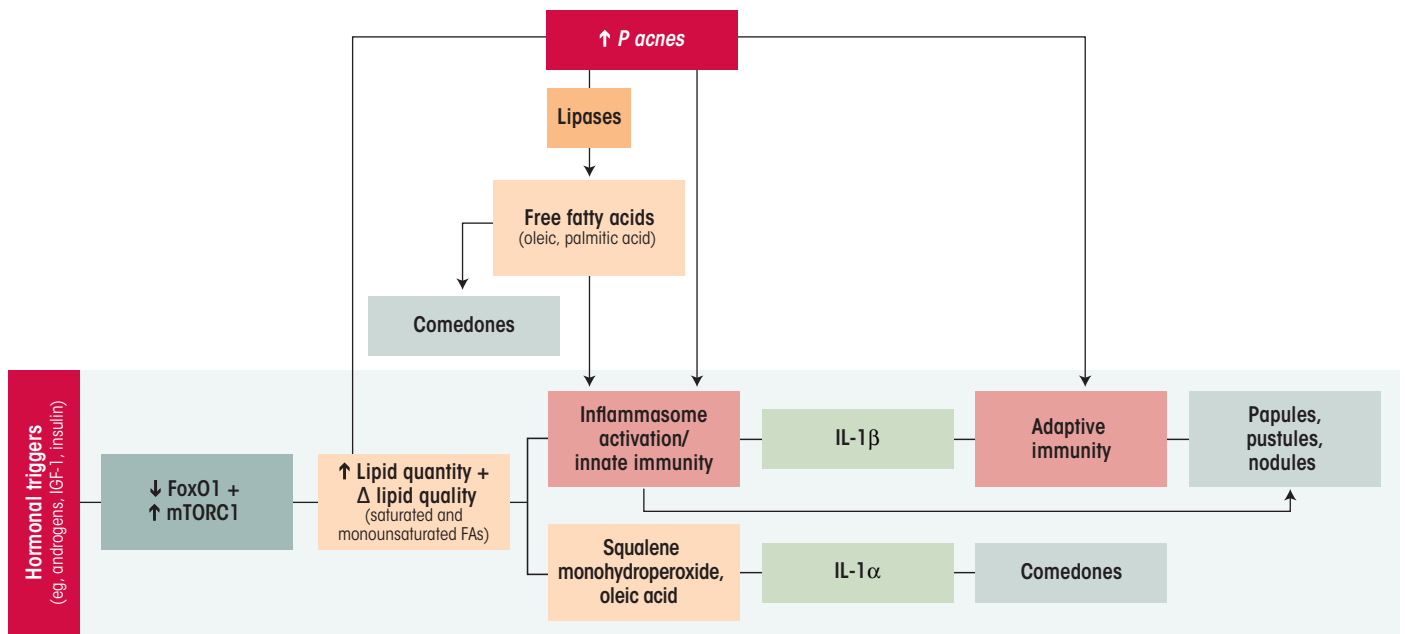 ↑ P acnes
Lipases
Free fatty acids
(oleic, palmitic acid)
Comedones
Hormonal triggers
(eg, androgens, IGF-1, insulin)
↓ FoxO1 +
↑ mTORC1
↑ Lipid quantity +
Δ lipid quality
(saturated and
monounsaturated FAs)
Inflammasome
activation/
innate immunity
IL-1β
Adaptive
immunity
Papules,
pustules,
nodules
Squalene
monohydroperoxide,
oleic acid
IL-1α
Comedones